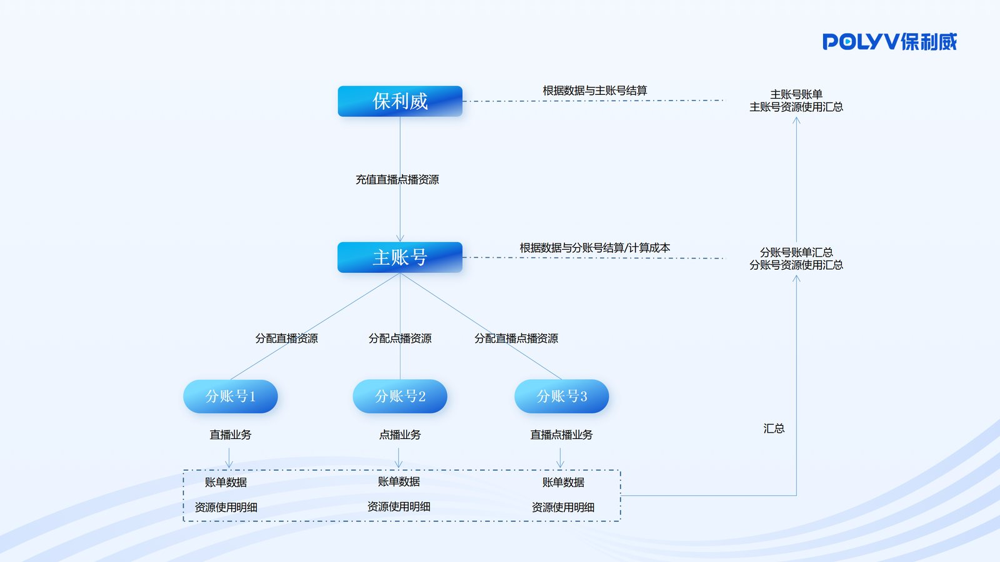 POLYV保利威
保利威
根据数据与主账号结算
主账号账单
主账号资源使用汇总
充值直播点播资源
主账号
根据数据与分账号结算/计算成本
分账号账单汇总
分账号资源使用汇总
分配直播资源
分配点播资源
分配直播点播资源
分账号1
分账号2
分账号3
直播业务
点播业务
直播点播业务
汇总
账单数据
账单数据
账单数据
资源使用明细
资源使用明细
资源使用明细